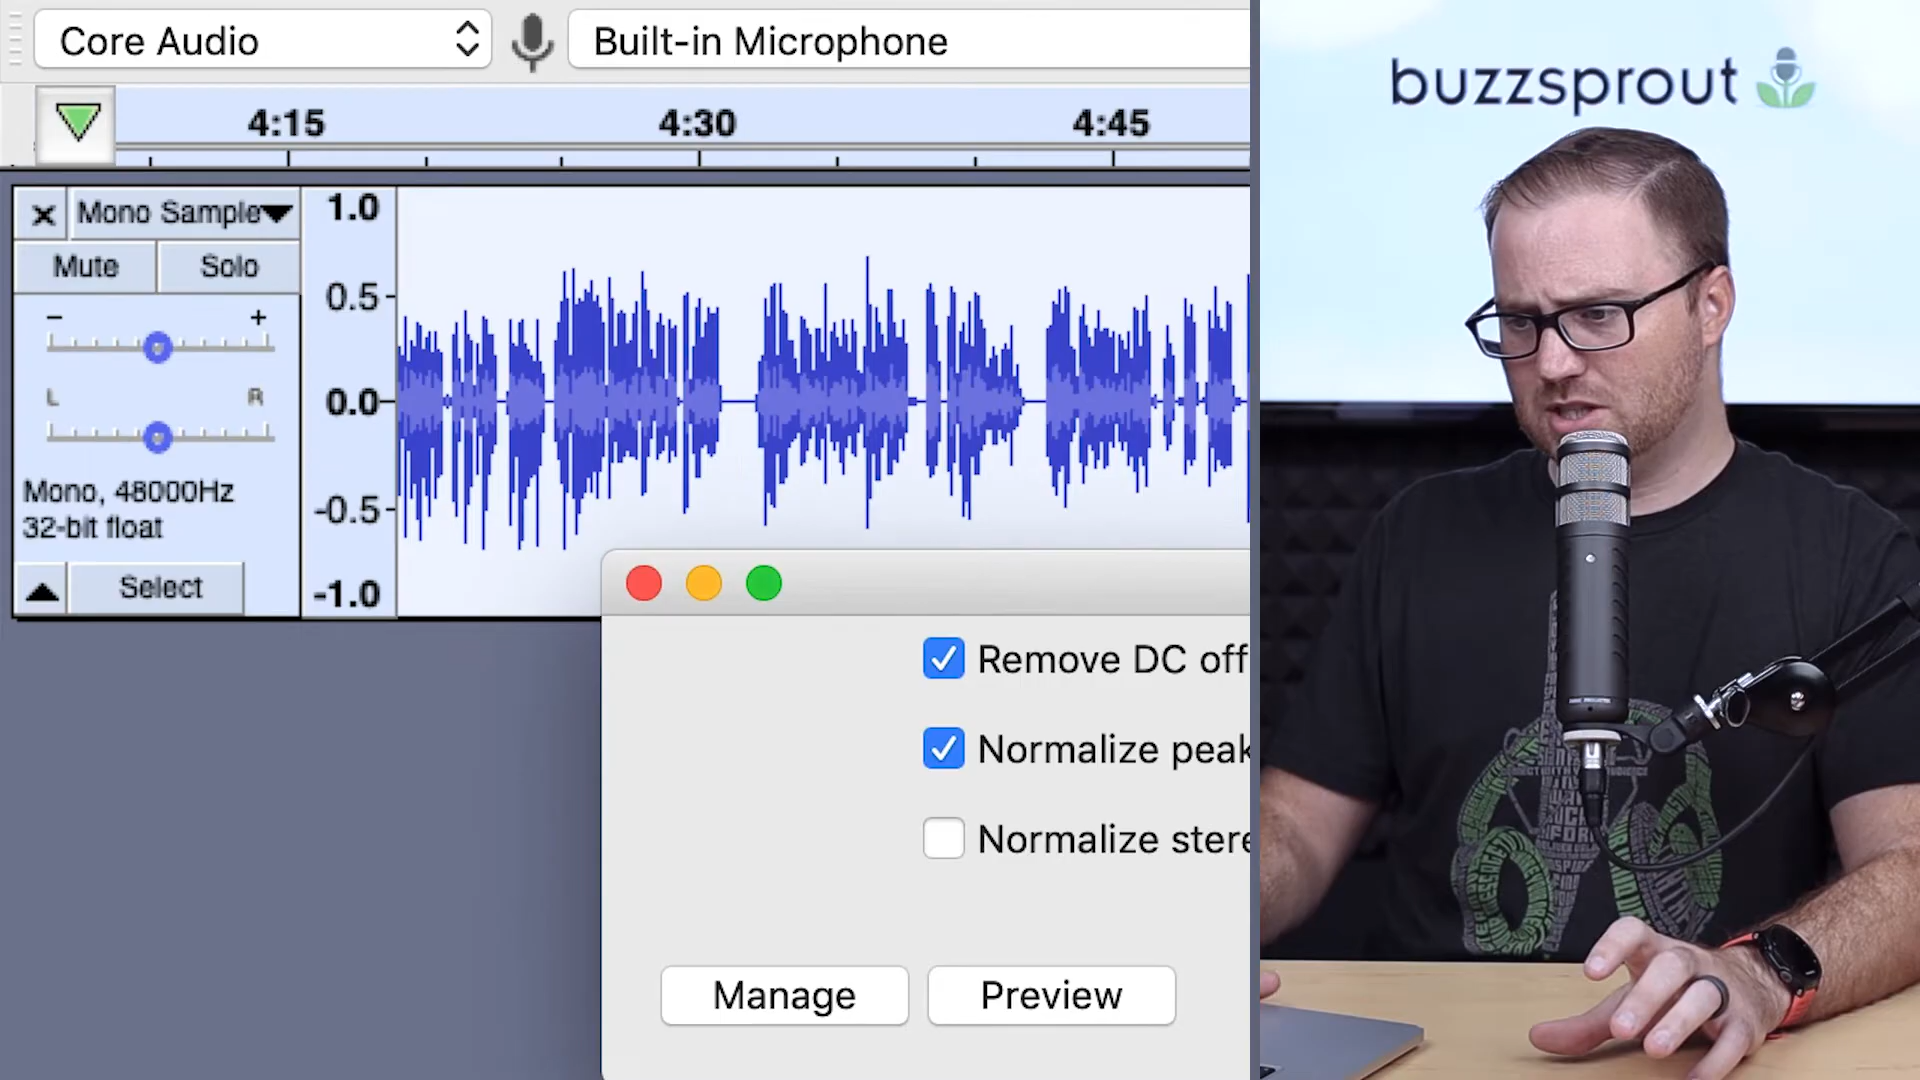 Core Audio
Built-in Microphone
buzzsprout
4:15
4:30
4:45
Mono Sample
Mute
Solo
- +
L R
Mono, 48000Hz
32-bit float
Select
1.0
0.5
0.0
-0.5
-1.0
Remove DC off
Normalize peak
Normalize stere
Manage
Preview